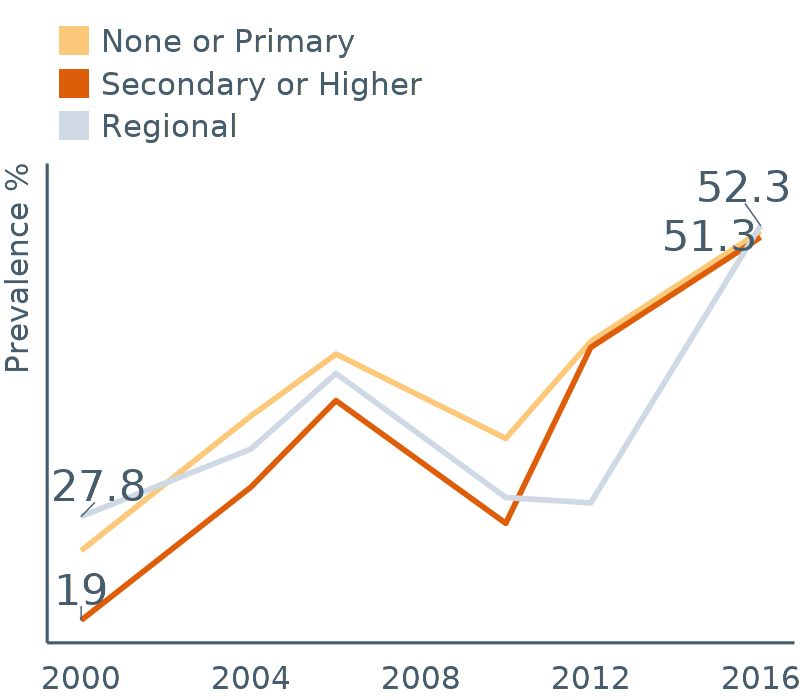 None or Primary
Secondary or Higher
Regional
Prevalence %
52.3
51.3
27.8
19
2000 2004 2008 2012 2016